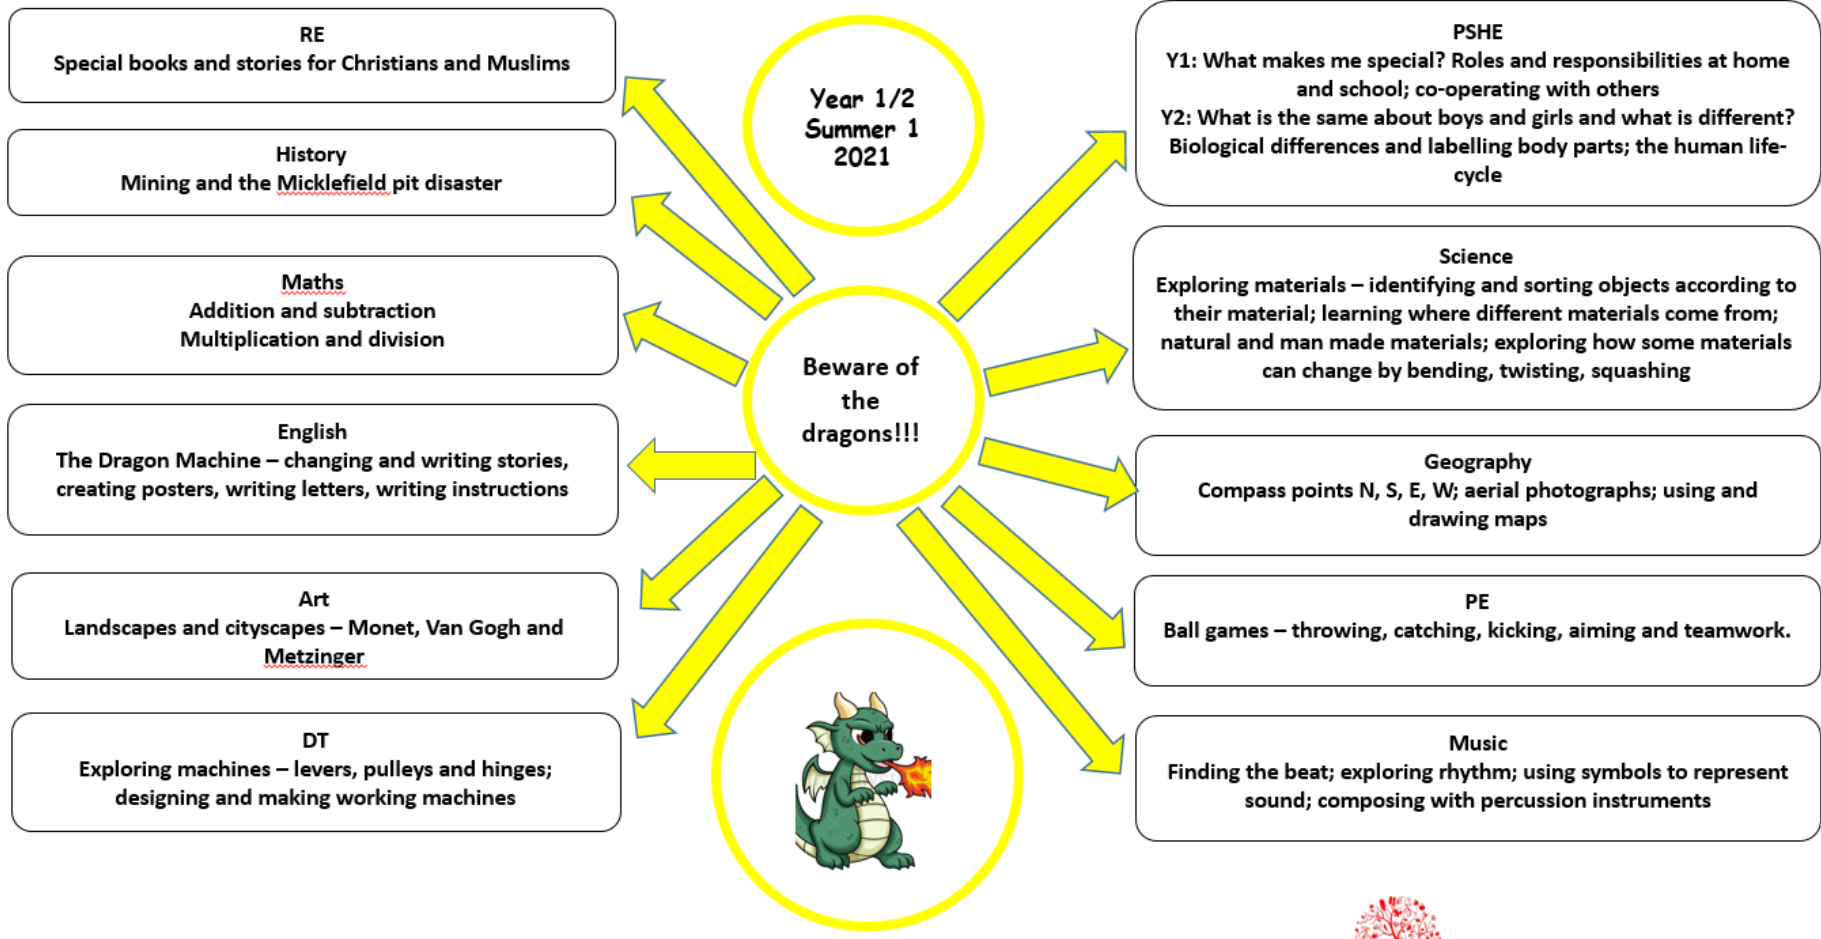 RE
Special books and stories for Christians and Muslims
History
Mining and the Micklefield pit disaster
Maths
Addition and subtraction
Multiplication and division
English
The Dragon Machine – changing and writing stories,
creating posters, writing letters, writing instructions
Art
Landscapes and cityscapes – Monet, Van Gogh and
Metzinger
DT
Exploring machines – levers, pulleys and hinges;
designing and making working machines
Year 1/2
Summer 1
2021
Beware of
the
dragons!!!
PSHE
Y1: What makes me special? Roles and responsibilities at home
and school; co-operating with others
Y2: What is the same about boys and girls and what is different?
Biological differences and labelling body parts; the human life-
cycle
Science
Exploring materials – identifying and sorting objects according to
their material; learning where different materials come from;
natural and man made materials; exploring how some materials
can change by bending, twisting, squashing
Geography
Compass points N, S, E, W; aerial photographs; using and
drawing maps
PE
Ball games – throwing, catching, kicking, aiming and teamwork.
Music
Finding the beat; exploring rhythm; using symbols to represent
sound; composing with percussion instruments